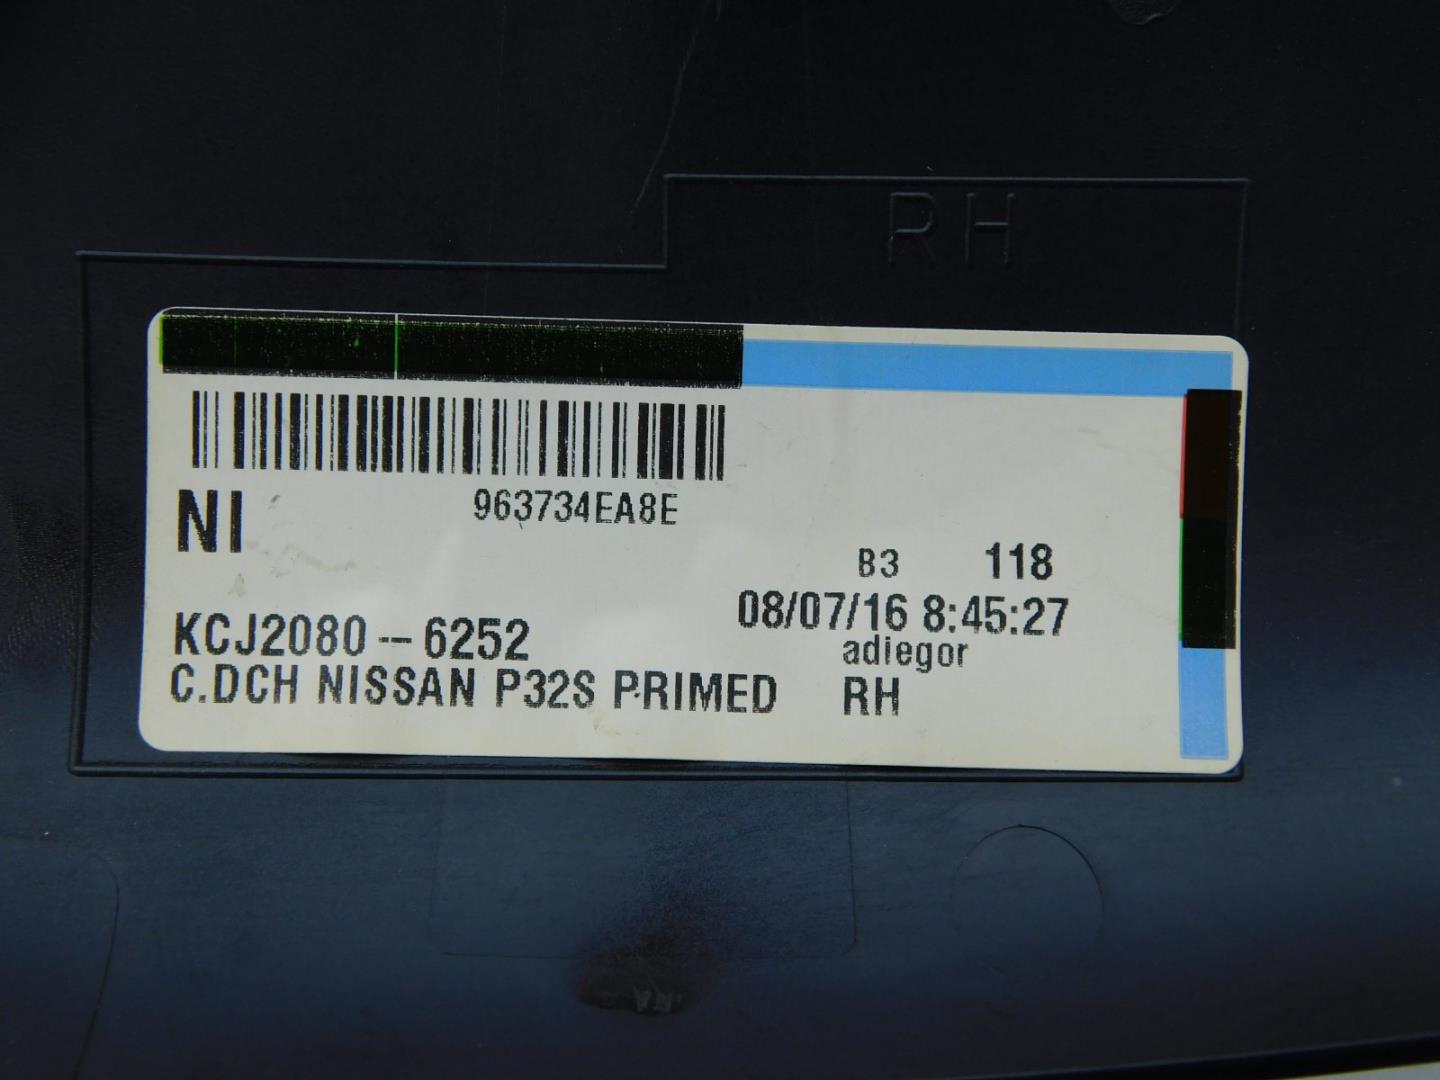 RH
963734EA8E
NI
B3 118
08/07/16 8:45:27
KCJ2080--6252
adiegor
C.DCH NISSAN P32S PRIMED RH